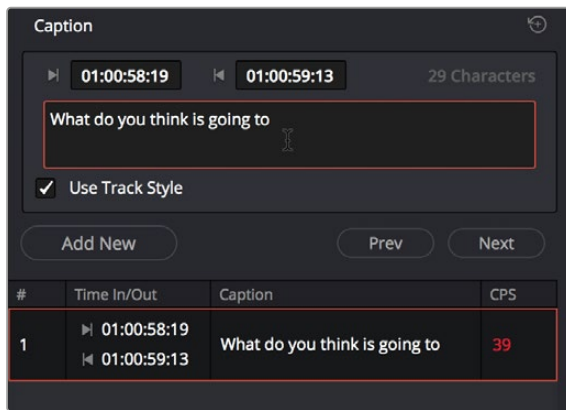 Caption
01:00:58:19 01:00:59:13 29 Characters
What do you think is going to
Use Track Style
Add New Prev Next
# Time In/Out Caption CPS
1 01:00:58:19 What do you think is going to 39
01:00:59:13